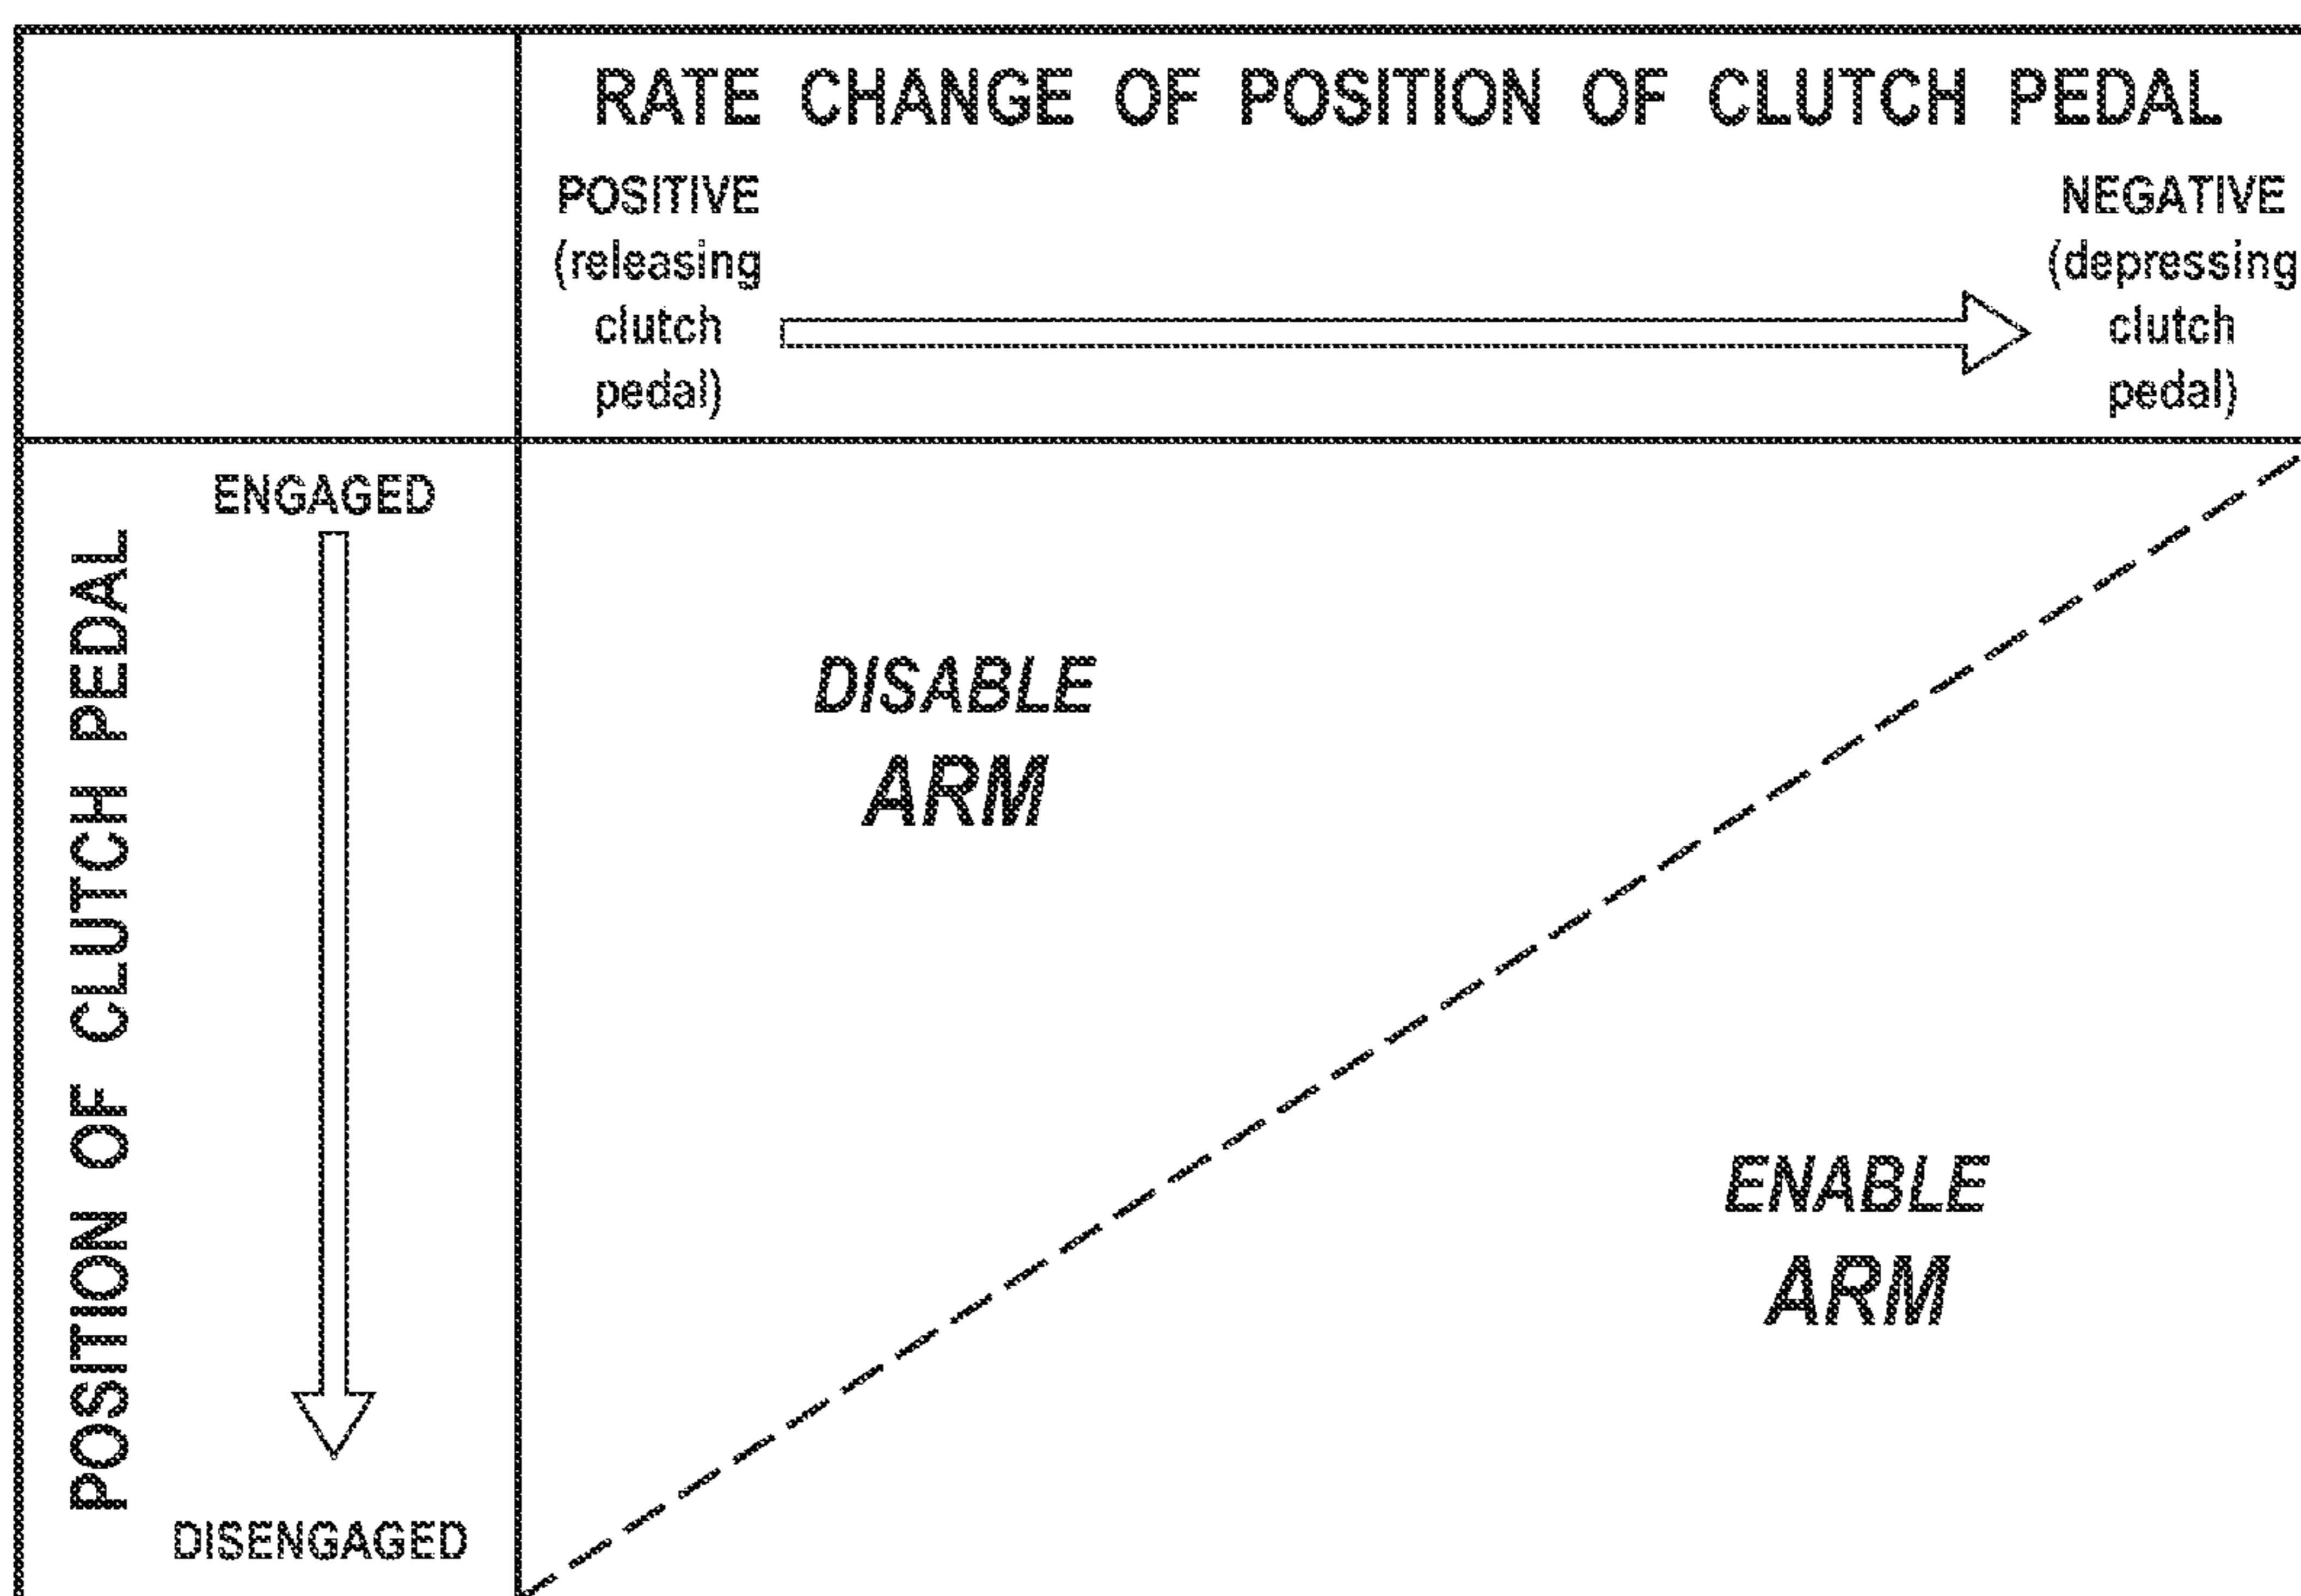 RATE CHANGE OF POSITION OF CLUTCH PEDAL
POSITIVE
(releasing
clutch
pedal)
NEGATIVE
(depressing
clutch
pedal)
POSITION OF CLUTCH PEDAL
ENGAGED
DISENGAGED
DISABLE
ARM
ENABLE
ARM